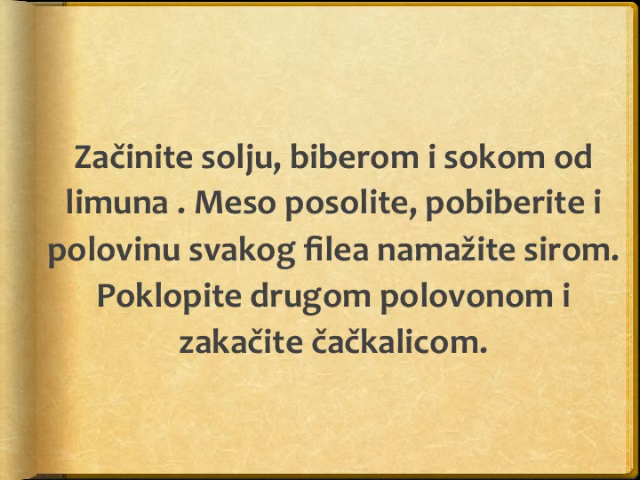 Začinite solju, biberom i sokom od
limuna . Meso posolite, pobiberite i
polovinu svakog filea namažite sirom.
Poklopite drugom polovonom i
zakačite čačkalicom.